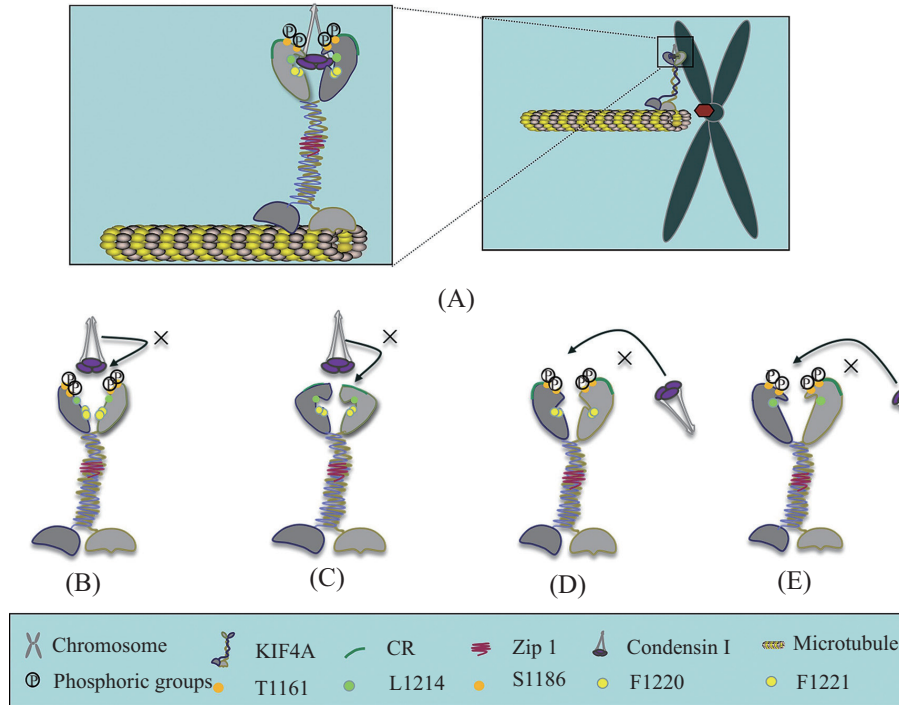 P P P P
(A)
×
×
×
×
P P P P
P P P P
P P P P
(B)
(C)
(D)
(E)
Chromosome KIF4A CR Zip 1 Condensin I Microtubule
P Phosphoric groups T1161 L1214 S1186 F1220 F1221